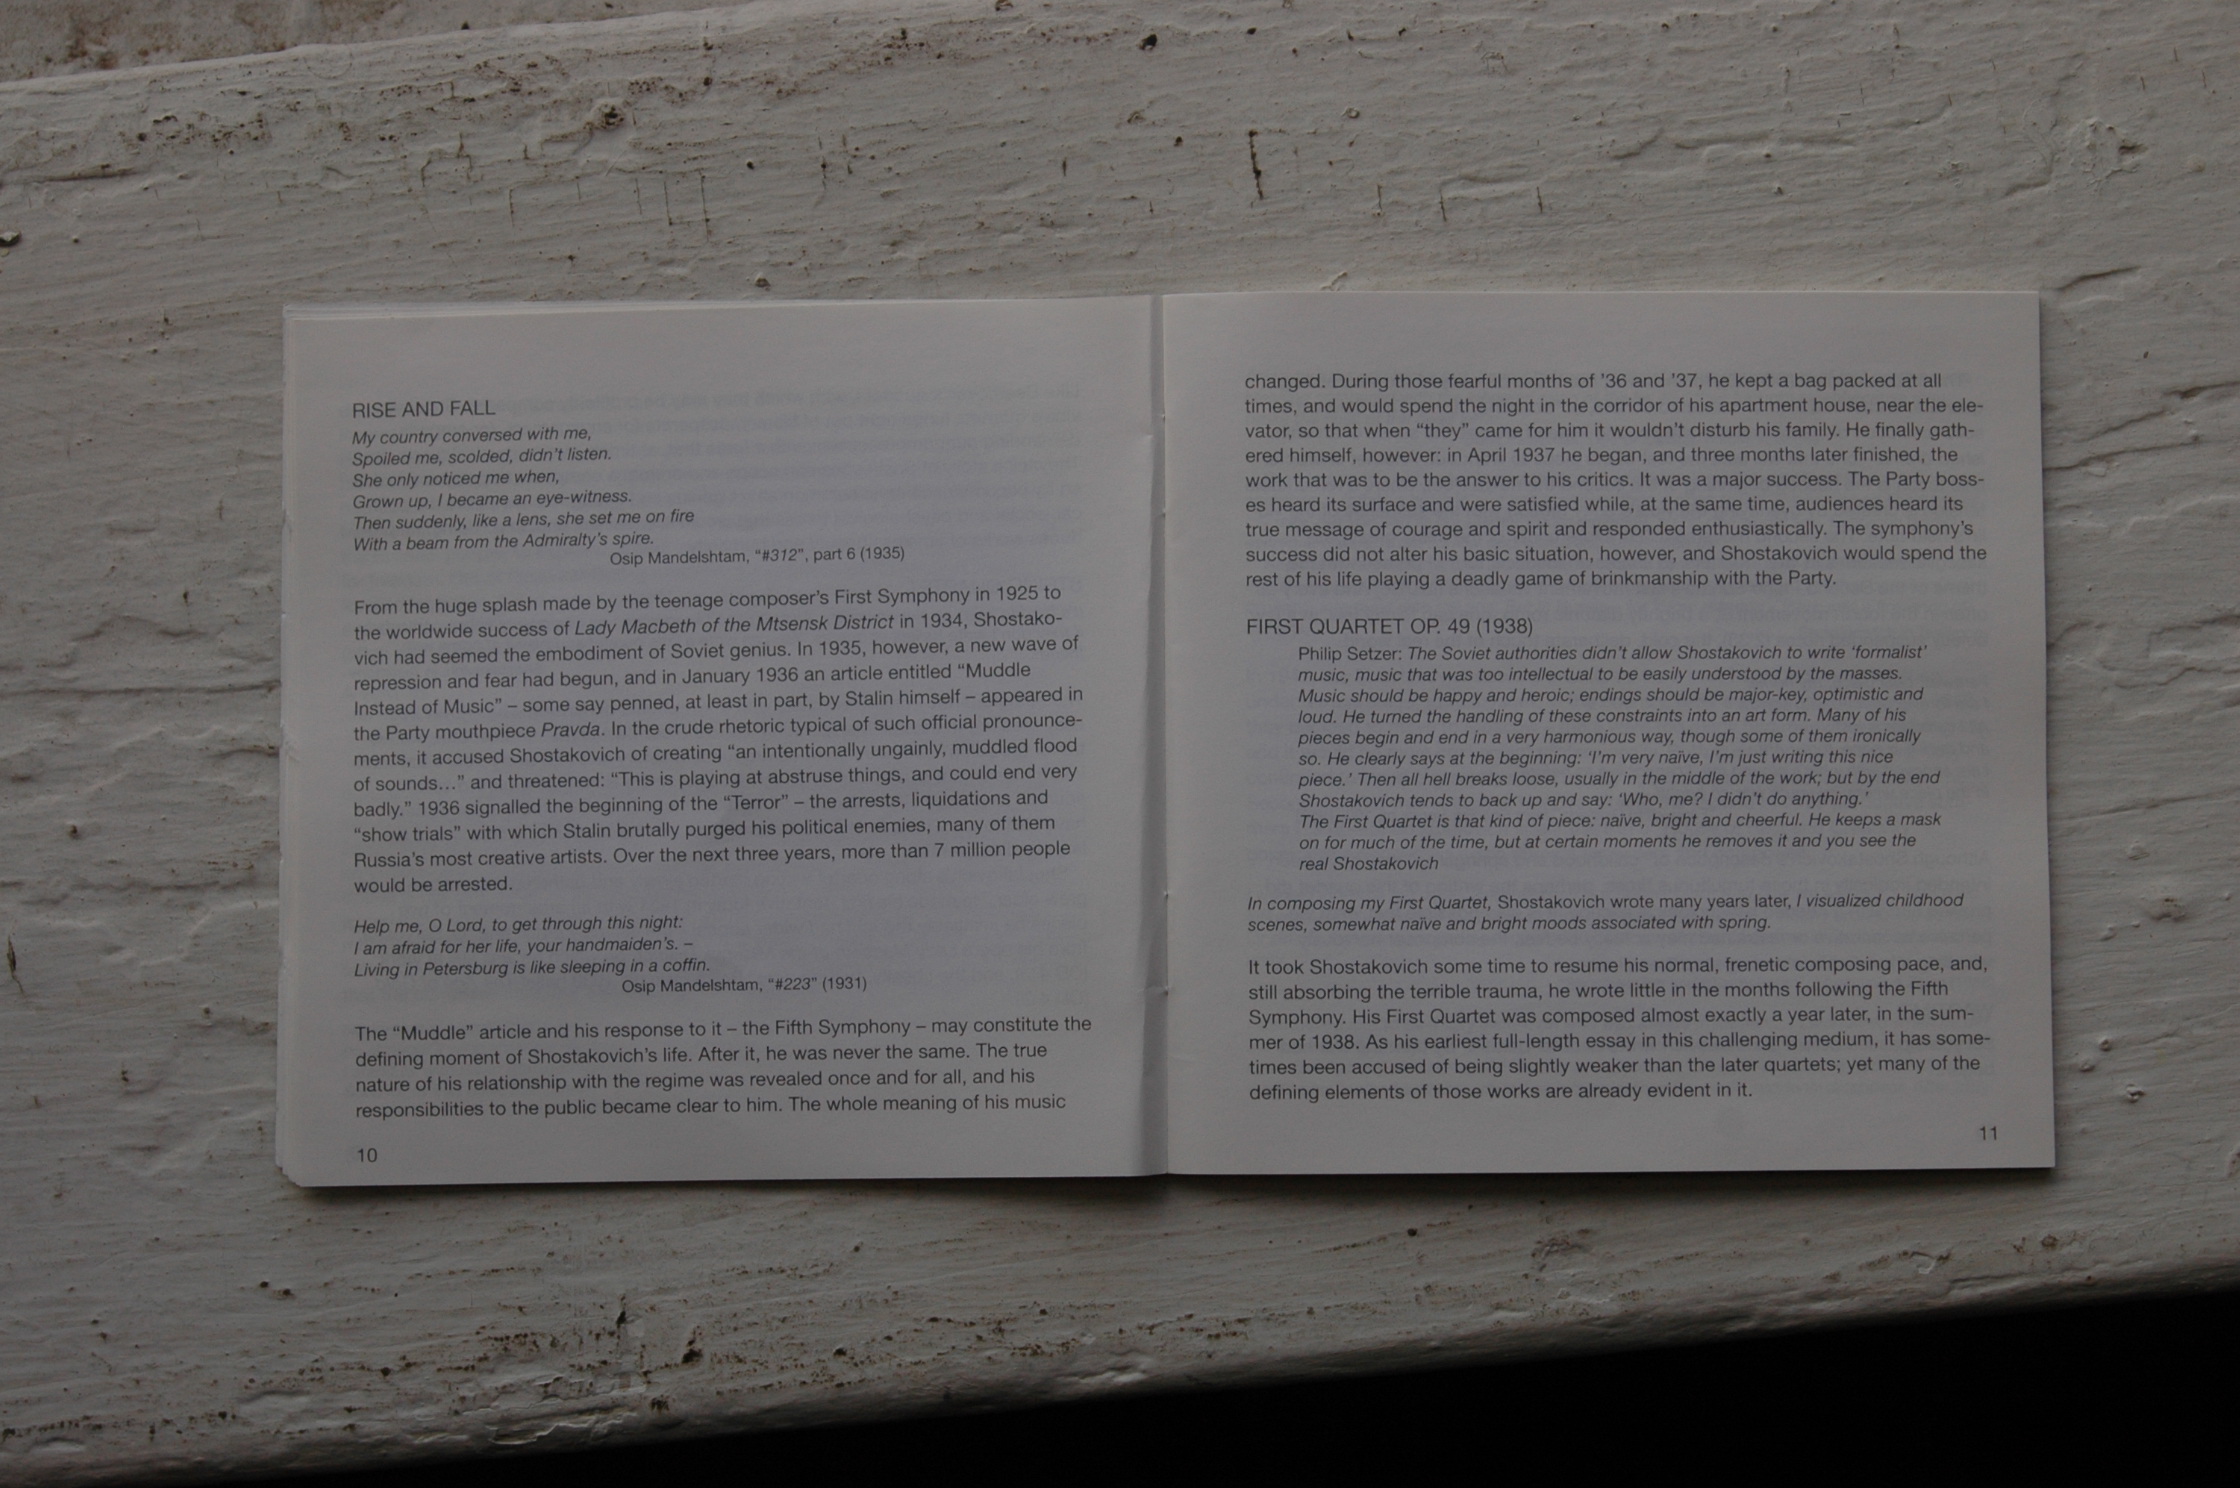 RISE AND FALL
My country conversed with me,
Spoiled me, scolded, didn't listen.
She only noticed me when,
Grown up, I became an eye-witness.
Then suddenly, like a lens, she set me on fire
With a beam from the Admiralty's spire.
Osip Mandelshtam, “#312”, part 6 (1935)
From the huge splash made by the teenage composer's First Symphony in 1925 to
the worldwide success of Lady Macbeth of the Mtsensk District in 1934, Shostako-
vich had seemed the embodiment of Soviet genius. In 1935, however, a new wave of
repression and fear had begun, and in January 1936 an article entitled “Muddle
Instead of Music” – some say penned, at least in part, by Stalin himself – appeared in
the Party mouthpiece Pravda. In the crude rhetoric typical of such official pronounce-
ments, it accused Shostakovich of creating “an intentionally ungainly, muddled flood
of sounds...” and threatened: “This is playing at abstruse things, and could end very
badly.” 1936 signalled the beginning of the “Terror” – the arrests, liquidations and
“show trials” with which Stalin brutally purged his political enemies, many of them
Russia's most creative artists. Over the next three years, more than 7 million people
would be arrested.
Help me, O Lord, to get through this night:
I am afraid for her life, your handmaiden's. –
Living in Petersburg is like sleeping in a coffin.
Osip Mandelshtam, “#223” (1931)
The “Muddle” article and his response to it – the Fifth Symphony – may constitute the
defining moment of Shostakovich's life. After it, he was never the same. The true
nature of his relationship with the regime was revealed once and for all, and his
responsibilities to the public became clear to him. The whole meaning of his music
10
changed. During those fearful months of '36 and '37, he kept a bag packed at all
times, and would spend the night in the corridor of his apartment house, near the ele-
vator, so that when “they” came for him it wouldn't disturb his family. He finally gath-
ered himself, however: in April 1937 he began, and three months later finished, the
work that was to be the answer to his critics. It was a major success. The Party boss-
es heard its surface and were satisfied while, at the same time, audiences heard its
true message of courage and spirit and responded enthusiastically. The symphony's
success did not alter his basic situation, however, and Shostakovich would spend the
rest of his life playing a deadly game of brinkmanship with the Party.
FIRST QUARTET OP. 49 (1938)
Philip Setzer: The Soviet authorities didn't allow Shostakovich to write ‘formalist’
music, music that was too intellectual to be easily understood by the masses.
Music should be happy and heroic; endings should be major-key, optimistic and
loud. He turned the handling of these constraints into an art form. Many of his
pieces begin and end in a very harmonious way, though some of them ironically
so. He clearly says at the beginning: ‘I'm very naïve, I'm just writing this nice
piece.’ Then all hell breaks loose, usually in the middle of the work; but by the end
Shostakovich tends to back up and say: ‘Who, me? I didn't do anything.’
The First Quartet is that kind of piece: naïve, bright and cheerful. He keeps a mask
on for much of the time, but at certain moments he removes it and you see the
real Shostakovich
In composing my First Quartet, Shostakovich wrote many years later, I visualized childhood
scenes, somewhat naïve and bright moods associated with spring.
It took Shostakovich some time to resume his normal, frenetic composing pace, and,
still absorbing the terrible trauma, he wrote little in the months following the Fifth
Symphony. His First Quartet was composed almost exactly a year later, in the sum-
mer of 1938. As his earliest full-length essay in this challenging medium, it has some-
times been accused of being slightly weaker than the later quartets; yet many of the
defining elements of those works are already evident in it.
11